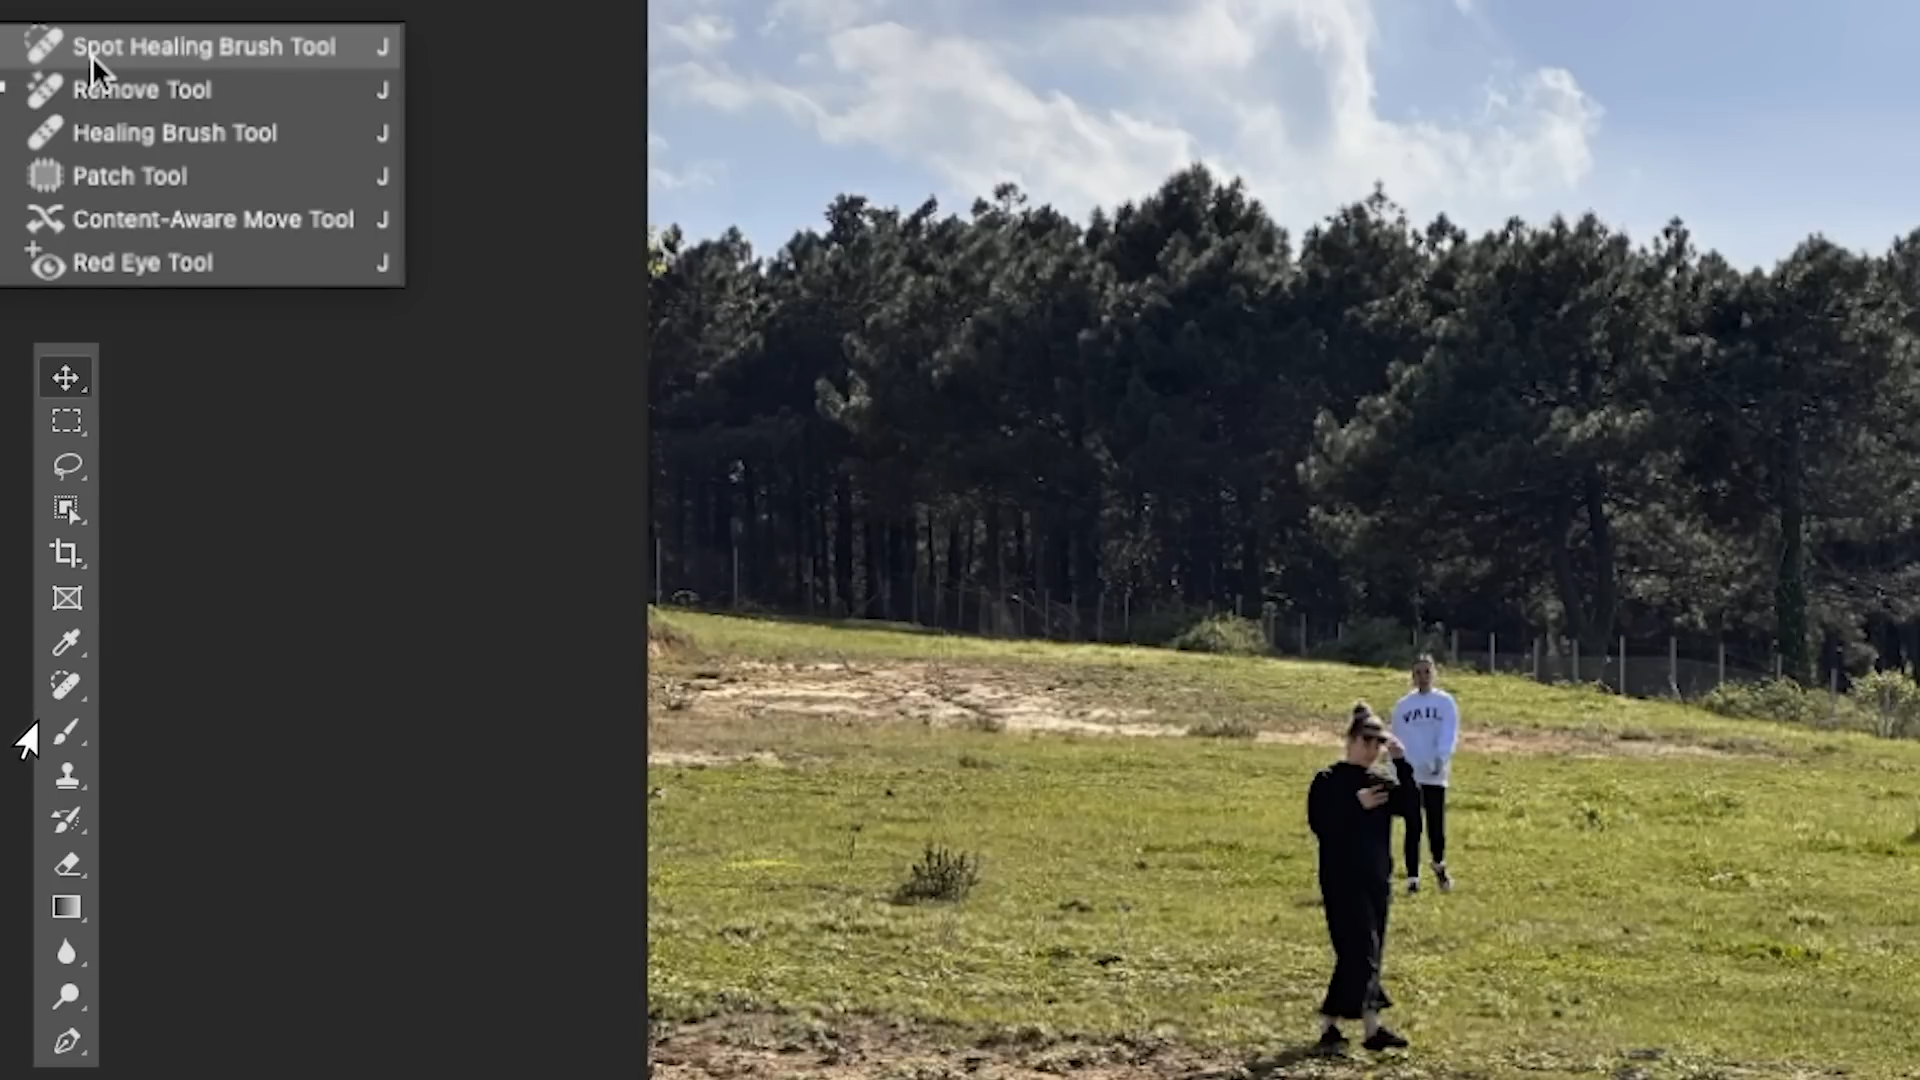 Spot Healing Brush Tool J
Remove Tool J
Healing Brush Tool J
Patch Tool J
Content-Aware Move Tool J
Red Eye Tool J
VAIL